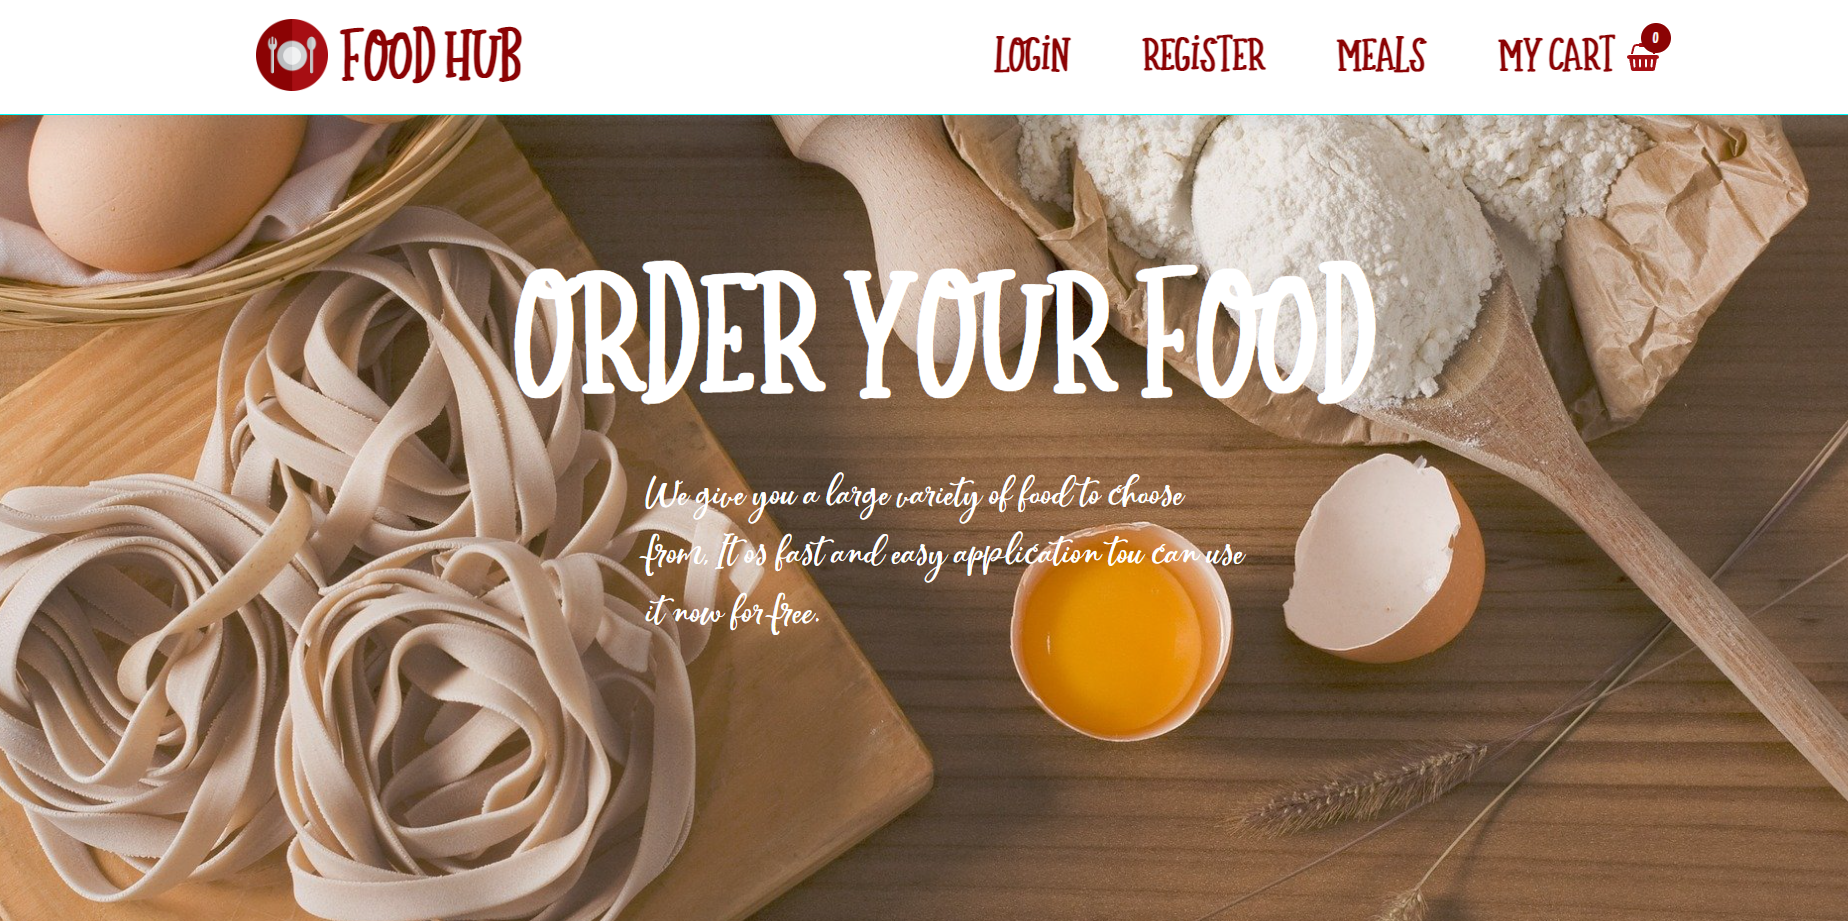 FOOD HUB
LOGiN
REGiSTER
MEALS
MY CART
0
ORDER YOUR FOOD
We give you a large variety of food to choose
from. It os fast and easy application tou can use
it now for free.